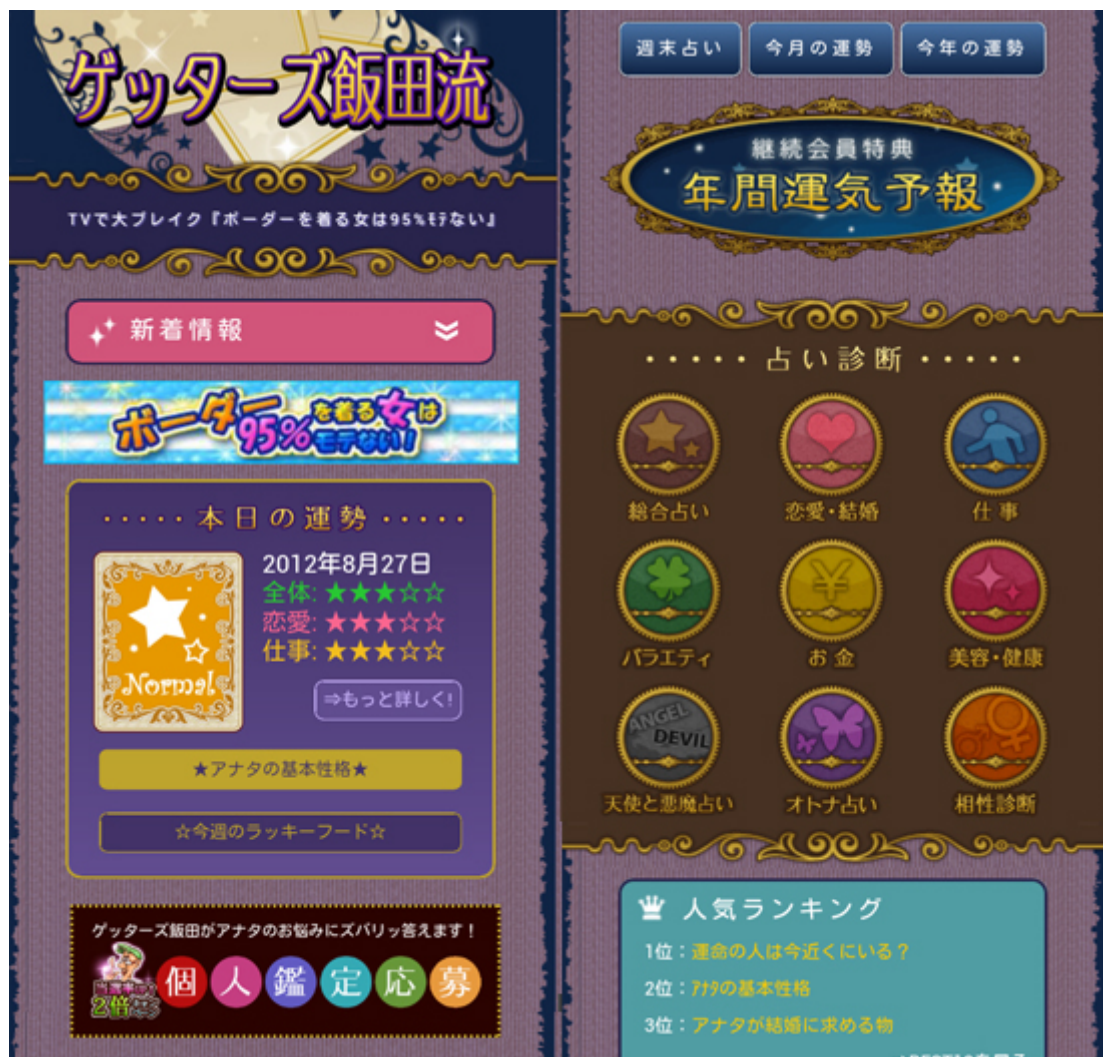 ゲッターズ飯田流
TVで大ブレイク『ボーダーを着る女は95%ﾓﾃない』
新着情報
ボーダーを着る女は
95%モテない!
本日の運勢
Normal
2012年8月27日
全体:★★★☆☆
恋愛:★★★☆☆
仕事:★★★☆☆
⇒もっと詳しく!
★アナタの基本性格★
☆今週のラッキーフード☆
ゲッターズ飯田がアナタのお悩みにズバリッ答えます!
2倍
個人鑑定応募
週末占い 今月の運勢 今年の運勢
継続会員特典
年間運気予報
占い診断
総合占い 恋愛・結婚 仕事
バラエティ お金 美容・健康
ANGEL
DEVIL
天使と悪魔占い オトナ占い 相性診断
人気ランキング
1位:運命の人は今近くにいる?
2位:ｱﾅﾀの基本性格
3位:アナタが結婚に求める物